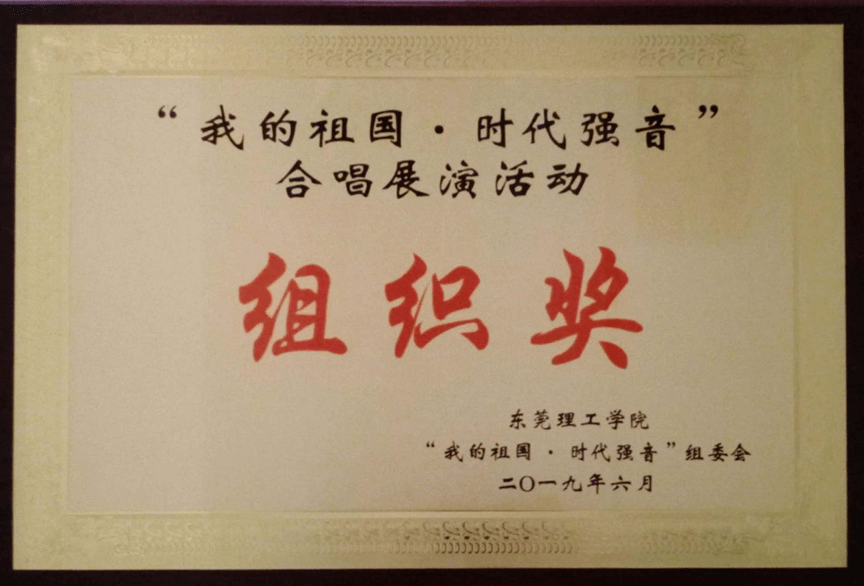 “我的祖国·时代强音”
合唱展演活动
组织奖
东莞理工学院
“我的祖国·时代强音”组委会
二〇一九年六月